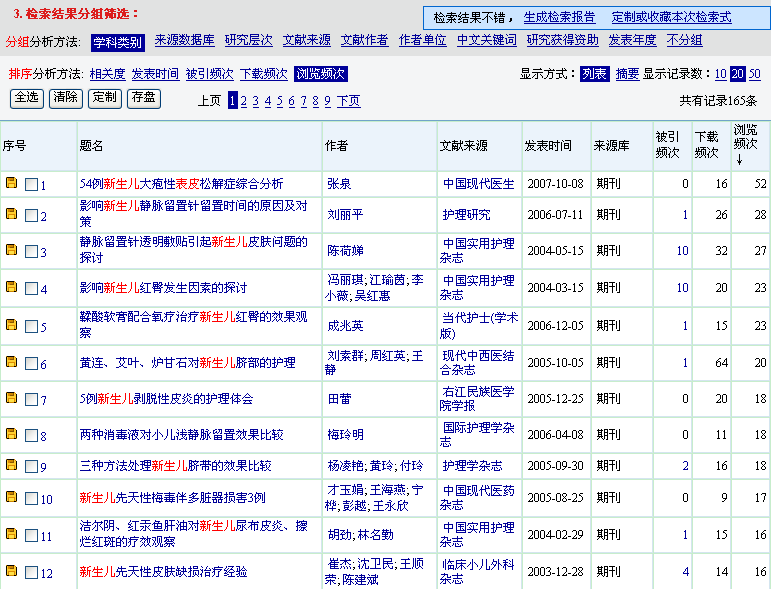 3. 检索结果分组筛选：
检索结果不错， 生成检索报告 定制或收藏本次检索式
分组分析方法: 学科类别 来源数据库 研究层次 文献来源 文献作者 作者单位 中文关键词 研究获得资助 发表年度 不分组
排序分析方法: 相关度 发表时间 被引频次 下载频次 浏览频次 显示方式: 列表 摘要 显示记录数: 10 20 50
全选 清除 定制 存盘 上页 1 2 3 4 5 6 7 8 9 下页 共有记录165条
序号 题名 作者 文献来源 发表时间 来源库 被引频次 下载频次 浏览频次↓
1 54例新生儿大疱性表皮松解症综合分析 张泉 中国现代医生 2007-10-08 期刊 0 16 52
2 影响新生儿静脉留置针留置时间的原因及对策 刘丽平 护理研究 2006-07-11 期刊 1 26 28
3 静脉留置针透明敷贴引起新生儿皮肤问题的探讨 陈荷娣 中国实用护理杂志 2004-05-15 期刊 10 32 27
4 影响新生儿红臀发生因素的探讨 冯丽琪; 江瑜茵; 李小薇; 吴红惠 中国实用护理杂志 2004-03-15 期刊 10 20 23
5 鞣酸软膏配合氧疗治疗新生儿红臀的效果观察 成兆英 当代护士(学术版) 2006-12-05 期刊 1 15 23
6 黄连、艾叶、炉甘石对新生儿脐部的护理 刘素群; 周红英; 王静 现代中西医结合杂志 2005-10-05 期刊 1 64 20
7 5例新生儿剥脱性皮炎的护理体会 田蕾 右江民族医学院学报 2005-12-25 期刊 0 20 18
8 两种消毒液对小儿浅静脉留置效果比较 梅玲明 国际护理学杂志 2006-04-08 期刊 0 11 18
9 三种方法处理新生儿脐带的效果比较 杨凌艳; 黄玲; 付玲 护理学杂志 2005-09-30 期刊 2 16 18
10 新生儿先天性梅毒伴多脏器损害3例 才玉娟; 王海燕; 宁桦; 彭越; 王永欣 中国现代医药杂志 2005-08-25 期刊 0 9 17
11 洁尔阴、红汞鱼肝油对新生儿尿布皮炎、擦烂红斑的疗效观察 胡劲; 林名勤 中国实用护理杂志 2004-02-29 期刊 1 15 16
12 新生儿先天性皮肤缺损治疗经验 崔杰; 沈卫民; 王顺荣; 陈建斌 临床小儿外科杂志 2003-12-28 期刊 4 14 16